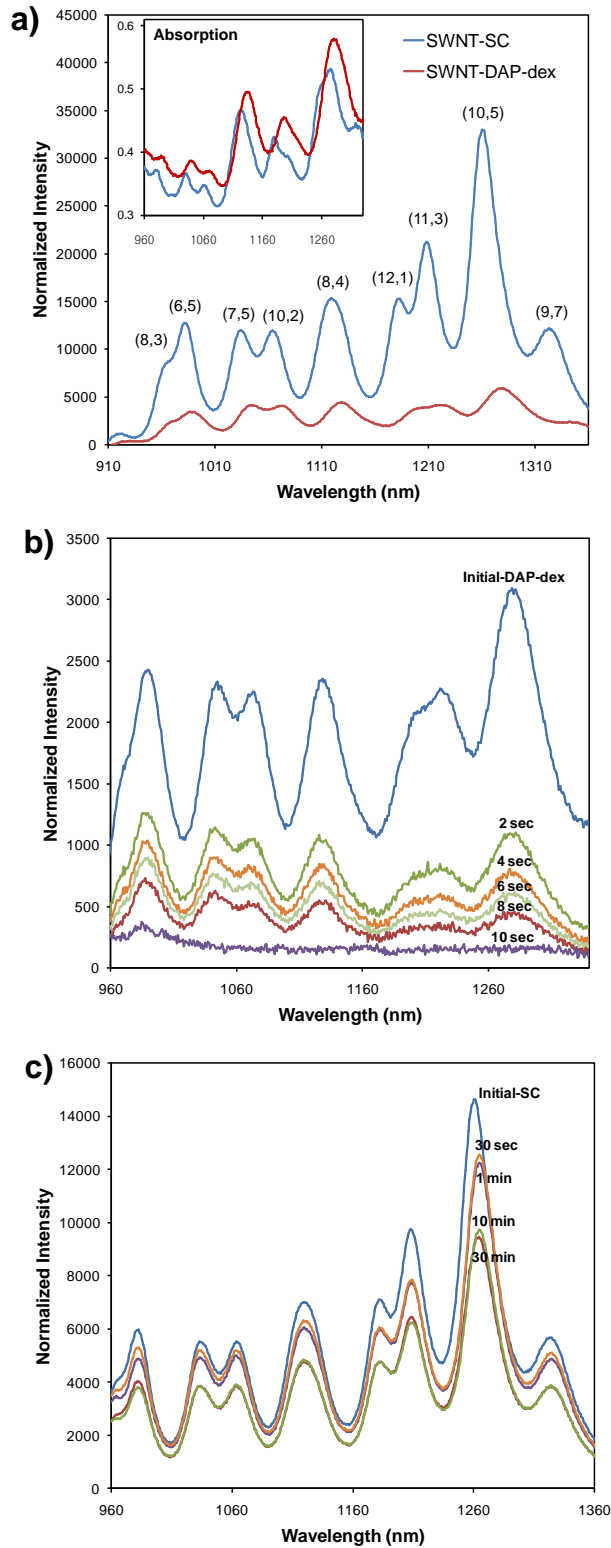 a)
45000
40000
35000
30000
25000
20000
15000
10000
5000
0
Normalized Intensity
0.6
0.5
0.4
0.3
Absorption
960 1060 1160 1260
SWNT-SC
SWNT-DAP-dex
(10,5)
(11,3)
(8,4)
(12,1)
(6,5)
(7,5)
(10,2)
(9,7)
(8,3)
910 1010 1110 1210 1310
Wavelength (nm)
b)
3500
3000
2500
2000
1500
1000
500
0
Normalized Intensity
Initial-DAP-dex
2 sec
4 sec
6 sec
8 sec
10 sec
960 1060 1160 1260
Wavelength (nm)
c)
16000
14000
12000
10000
8000
6000
4000
2000
0
Normalized Intensity
Initial-SC
30 sec
1 min
10 min
30 min
960 1060 1160 1260 1360
Wavelength (nm)